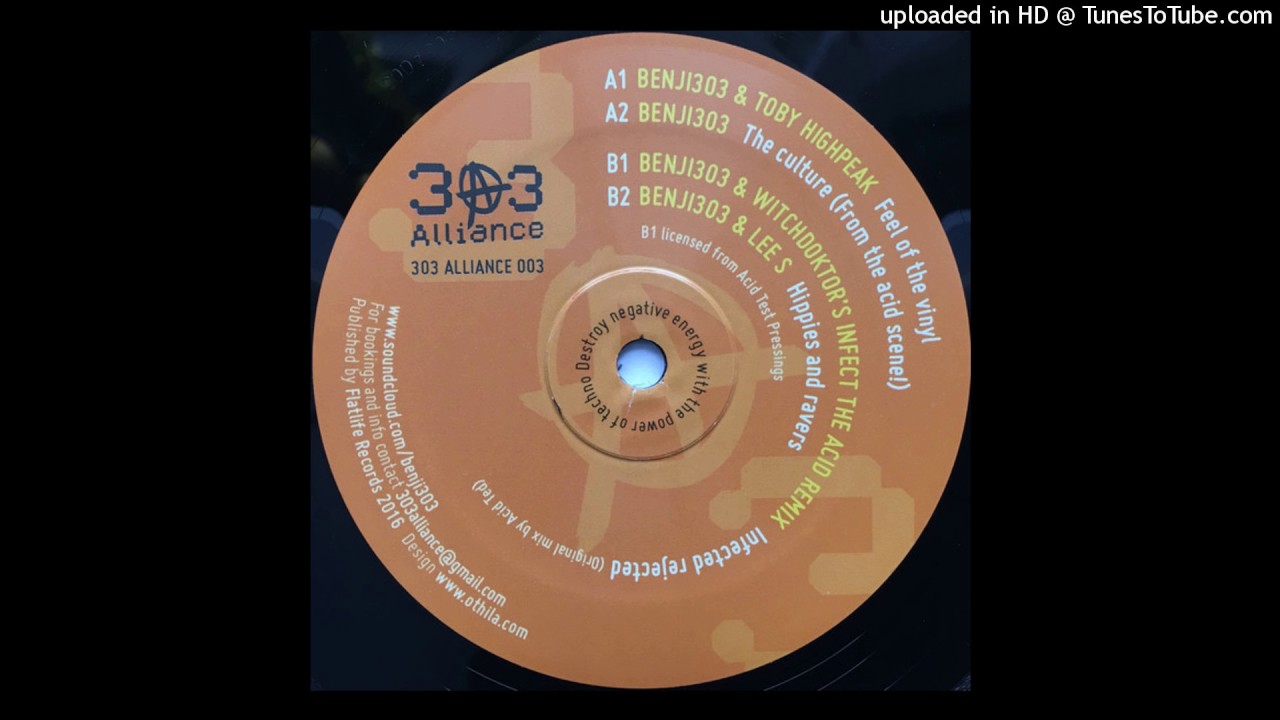 uploaded in HD @ TunesToTube.com
A1 BENJI303 & TOBY HIGHPEAK Feel of the vinyl
A2 BENJI303 The culture (From the acid scene!)
B1 BENJI303 & WITCHDOKTOR'S INFECT THE ACID REMIX Infected rejected (Original mix by Acid Ted)
B2 BENJI303 & LEE S Hippies and ravers
B1 licensed from Acid Test Pressings
303
Alliance
303 ALLIANCE 003
Destroy negative energy with the power of techno
www.soundcloud.com/benji303
For bookings and info contact 303alliance@gmail.com
Published by Flatlife Records 2016 Design www.othila.com